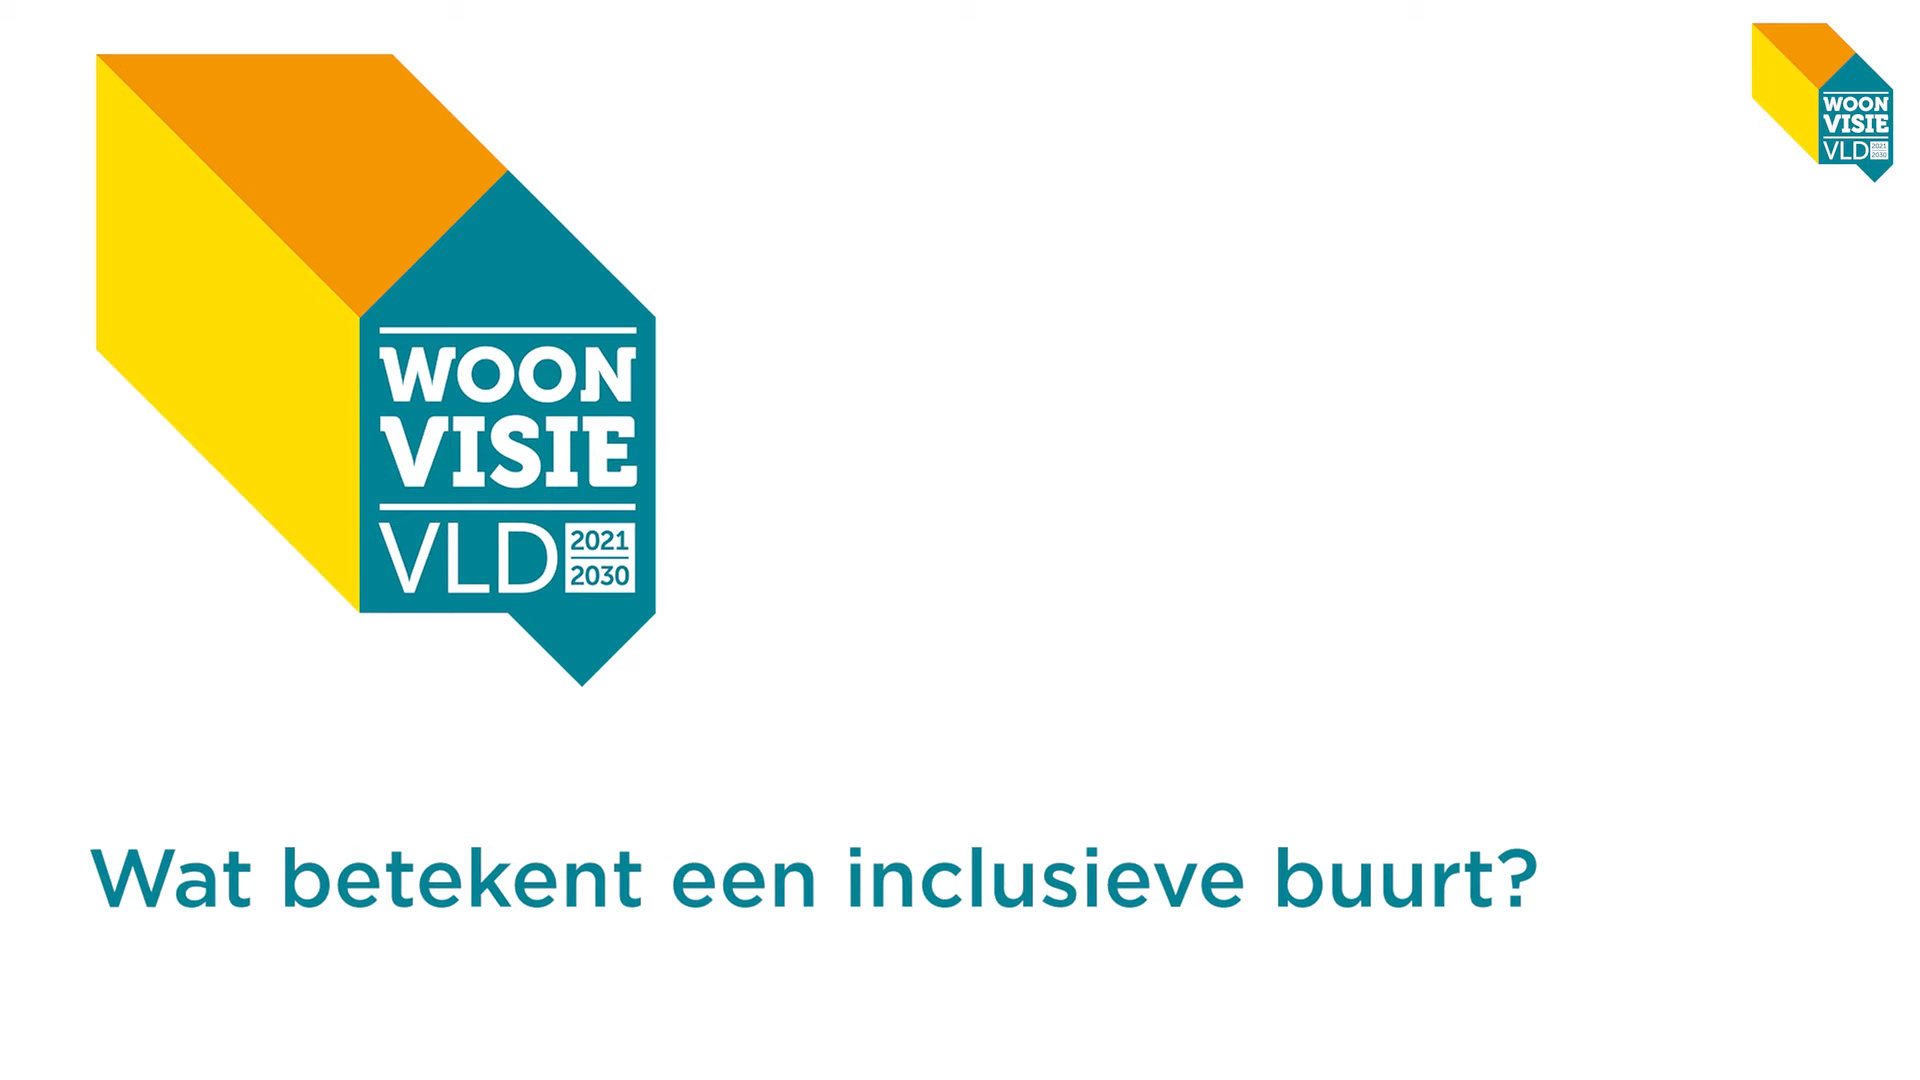 WOON
VISIE
VLD 2021
2030
WOON
VISIE
VLD 2021
2030
Wat betekent een inclusieve buurt?